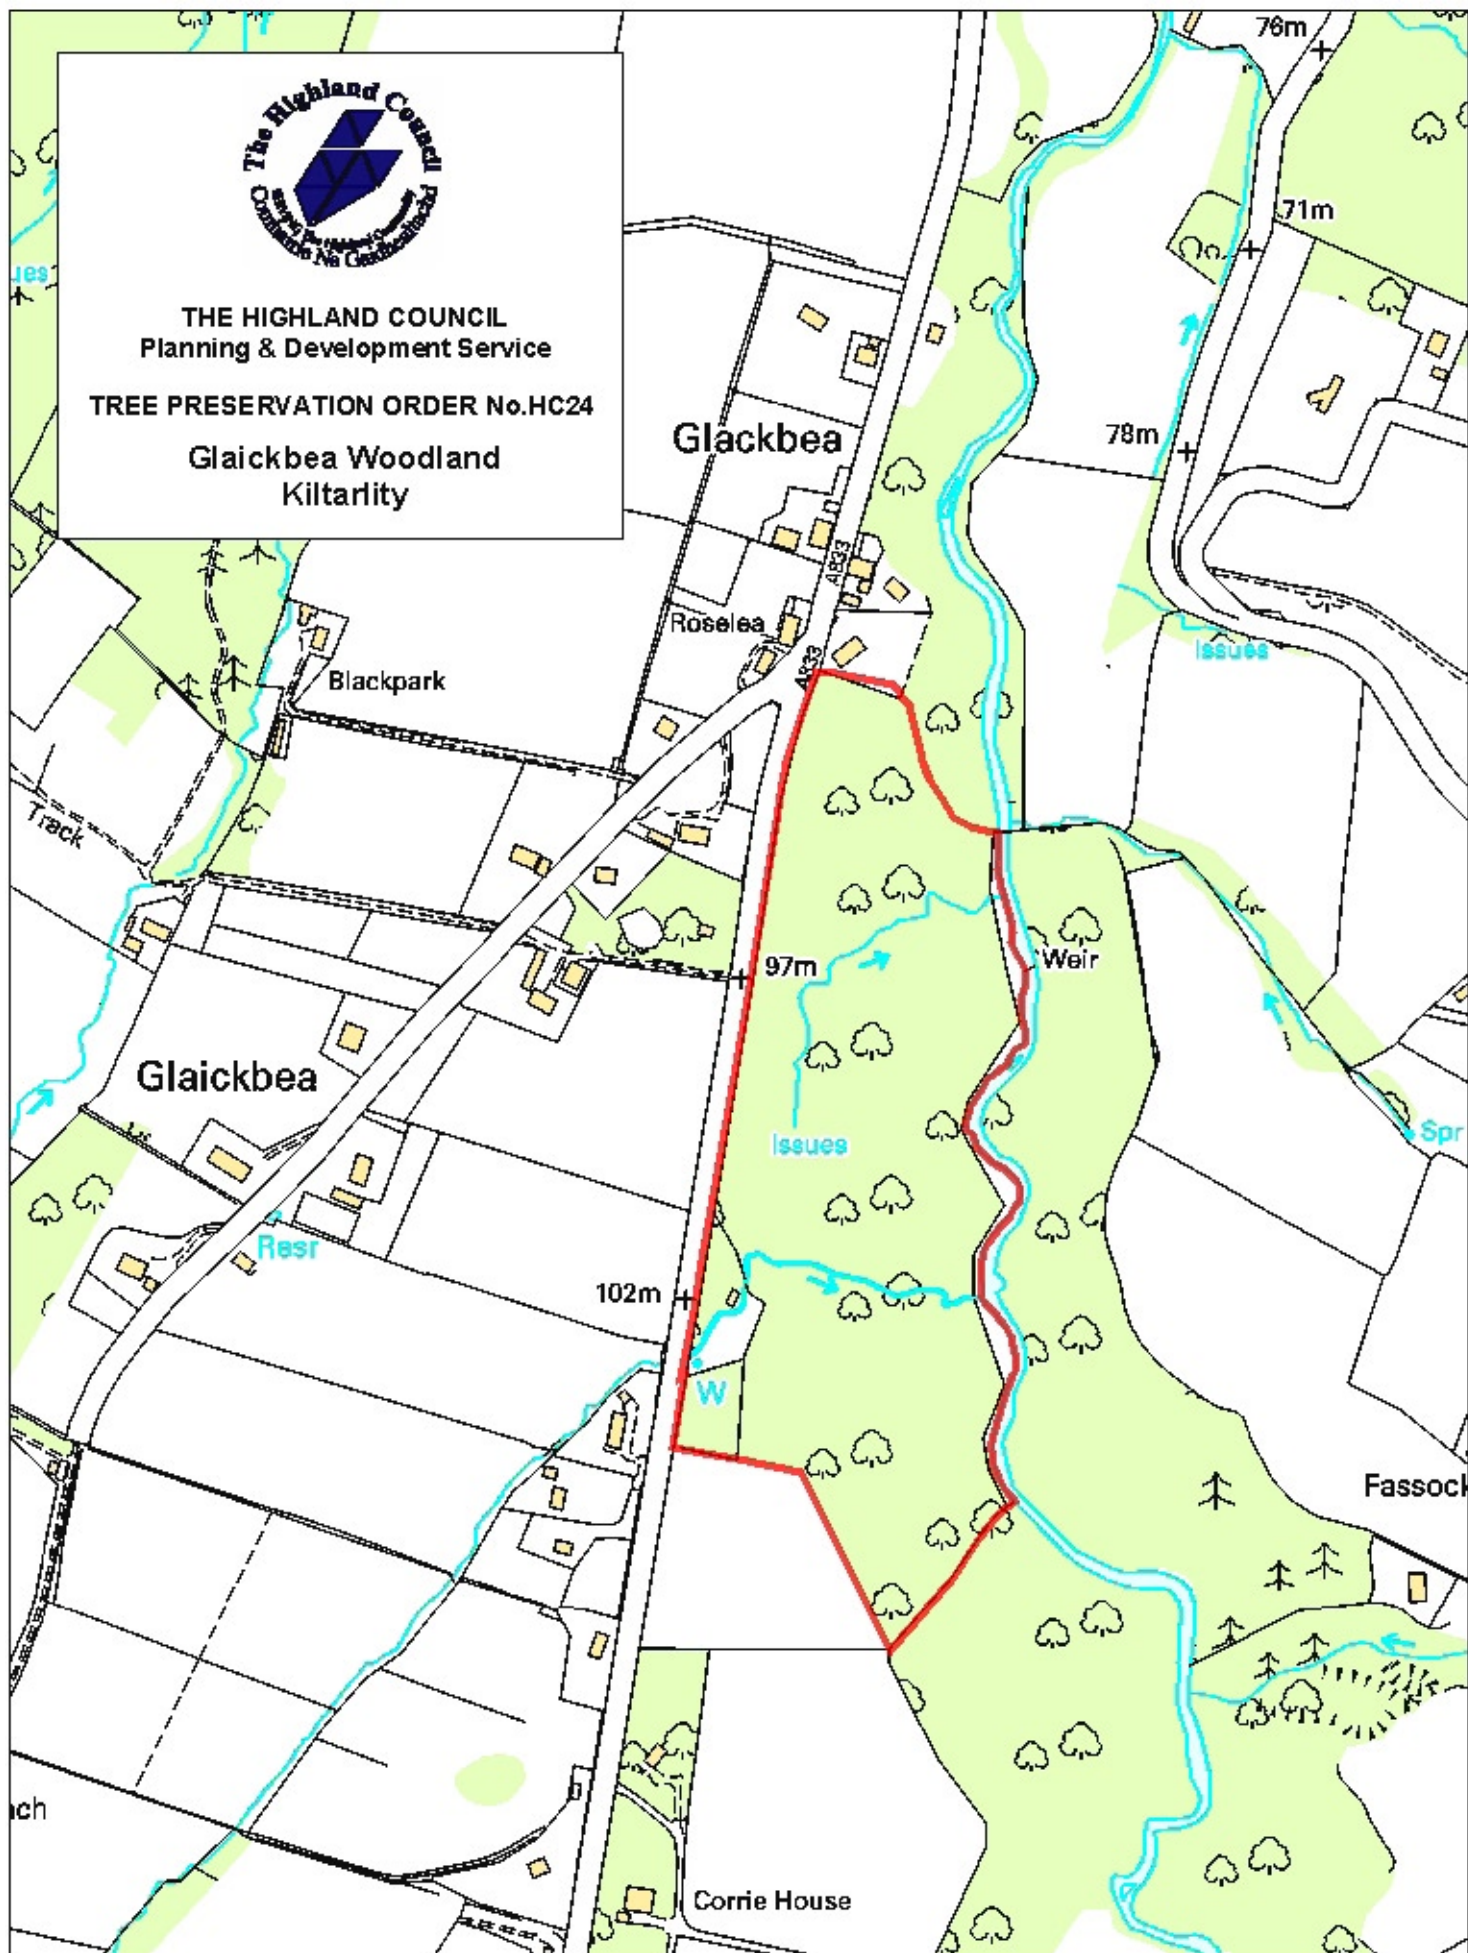 The Highland Council
Comhairle Na Gaidhealtachd
THE HIGHLAND COUNCIL
Planning & Development Service
TREE PRESERVATION ORDER No.HC24
Glaickbea Woodland
Kiltarlity
76m
71m
78m
Glackbea
A833
Roselea
A833
Issues
Blackpark
Track
97m
Weir
Glaickbea
Issues
Spr
Resr
102m
W
Fassock
Corrie House